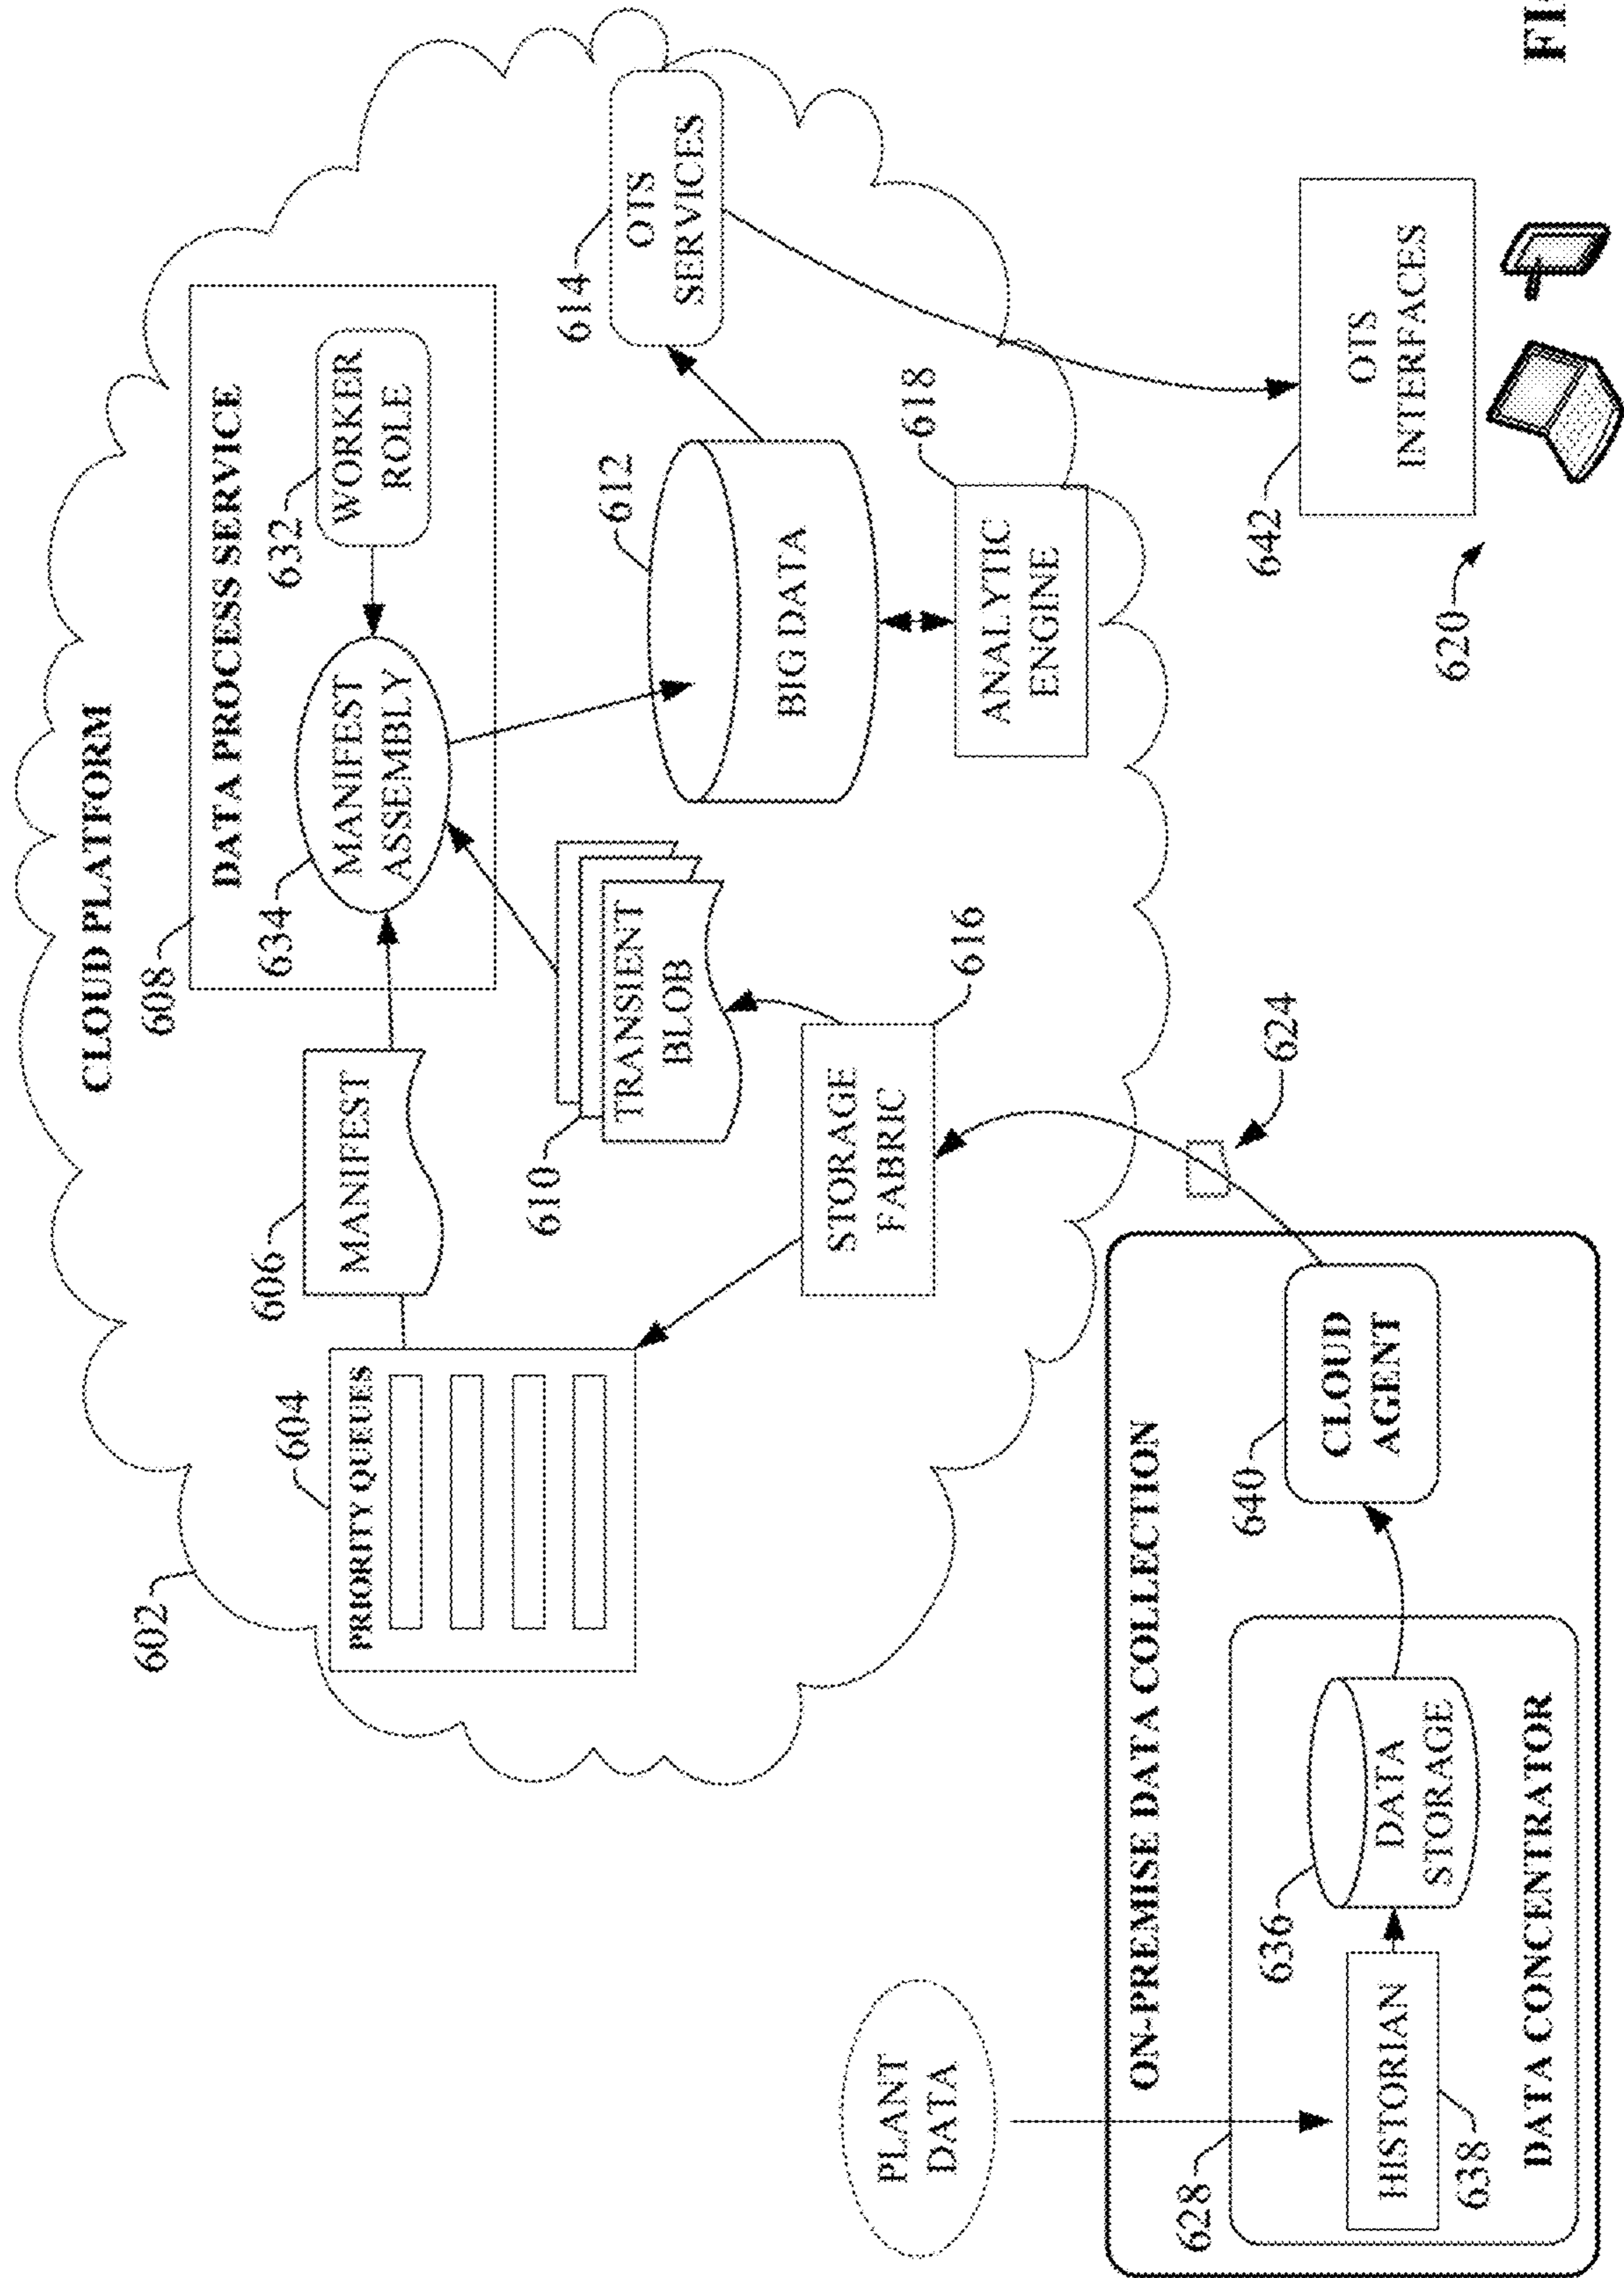 CLOUD PLATFORM
602
608
DATA PROCESS SERVICE
606
634
632
604
MANIFEST
MANIFEST
ASSEMBLY
WORKER
ROLE
PRIORITY QUEUES
610
612
614
TRANSIENT
BLOB
OTS
SERVICES
BIG DATA
STORAGE
FABRIC
616
618
ANALYTIC
ENGINE
PLANT
DATA
624
ON-PREMISE DATA COLLECTION
628
640
642
636
CLOUD
AGENT
OTS
INTERFACES
HISTORIAN
DATA
STORAGE
638
620
DATA CONCENTRATOR